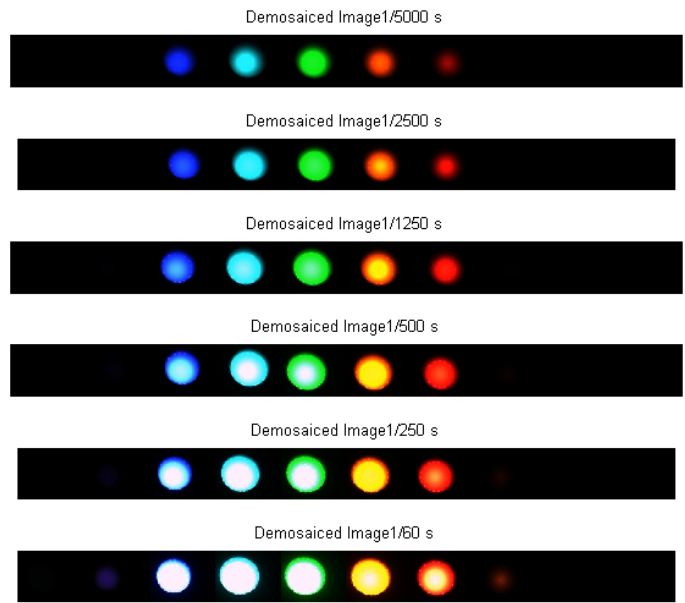 Demosaiced Image1/5000 s
Demosaiced Image1/2500 s
Demosaiced Image1/1250 s
Demosaiced Image1/500 s
Demosaiced Image1/250 s
Demosaiced Image1/60 s